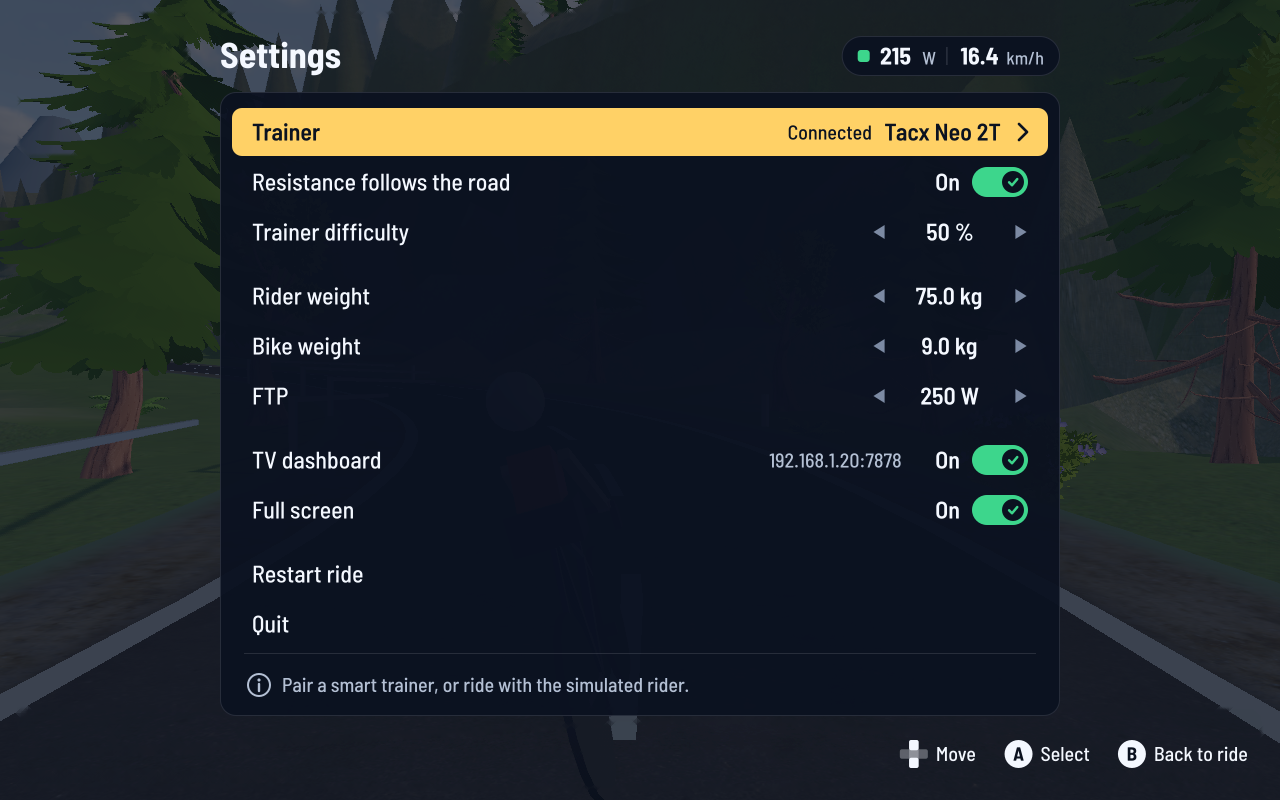 Settings
215 W 16.4 km/h
Trainer Connected Tacx Neo 2T
Resistance follows the road On
Trainer difficulty 50 %
Rider weight 75.0 kg
Bike weight 9.0 kg
FTP 250 W
TV dashboard 192.168.1.20:7878 On
Full screen On
Restart ride
Quit
Pair a smart trainer, or ride with the simulated rider.
Move A Select B Back to ride